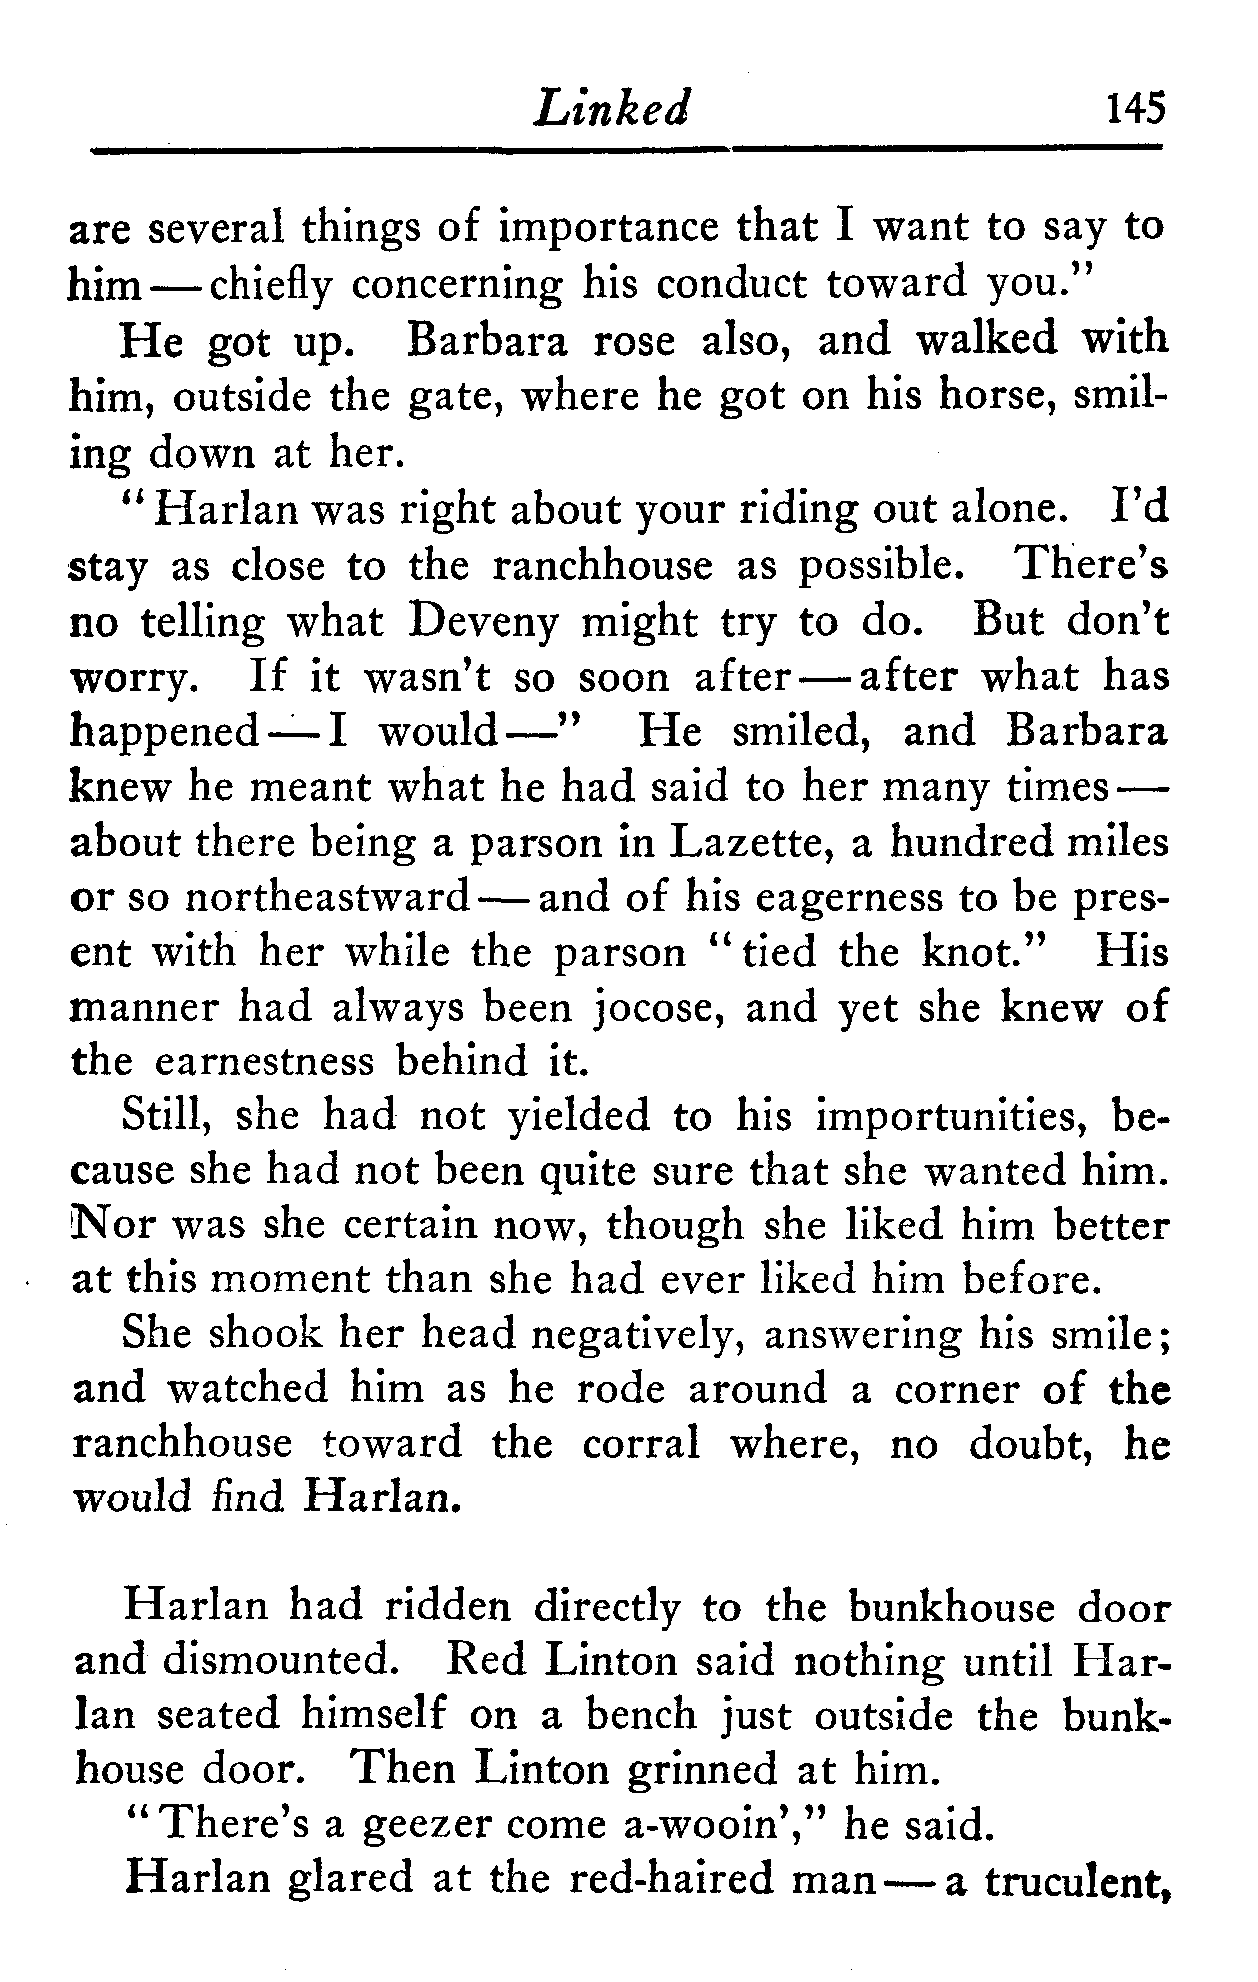 Linked 145
are several things of importance that I want to say to
him—chiefly concerning his conduct toward you."
He got up. Barbara rose also, and walked with
him, outside the gate, where he got on his horse, smil-
ing down at her.
"Harlan was right about your riding out alone. I'd
stay as close to the ranchhouse as possible. There's
no telling what Deveny might try to do. But don't
worry. If it wasn't so soon after—after what has
happened—I would—" He smiled, and Barbara
knew he meant what he had said to her many times—
about there being a parson in Lazette, a hundred miles
or so northeastward—and of his eagerness to be pres-
ent with her while the parson "tied the knot." His
manner had always been jocose, and yet she knew of
the earnestness behind it.
Still, she had not yielded to his importunities, be-
cause she had not been quite sure that she wanted him.
Nor was she certain now, though she liked him better
at this moment than she had ever liked him before.
She shook her head negatively, answering his smile;
and watched him as he rode around a corner of the
ranchhouse toward the corral where, no doubt, he
would find Harlan.
Harlan had ridden directly to the bunkhouse door
and dismounted. Red Linton said nothing until Har-
lan seated himself on a bench just outside the bunk-
house door. Then Linton grinned at him.
"There's a geezer come a-wooin'," he said.
Harlan glared at the red-haired man—a truculent,